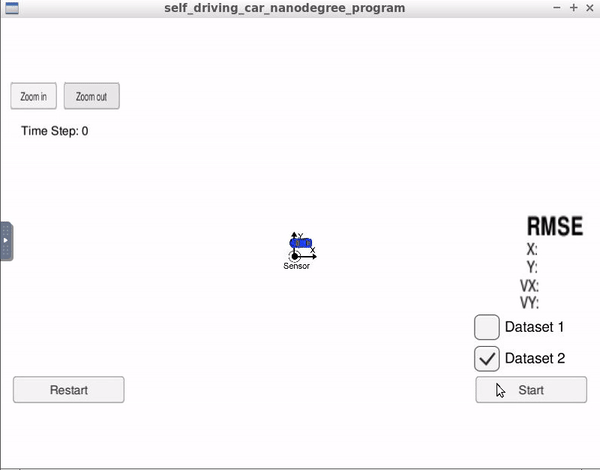 self_driving_car_nanodegree_program
Zoom in
Zoom out
Time Step: 0
Y
X
Sensor
RMSE
X:
Y:
VX:
VY:
Dataset 1
Dataset 2
Restart
Start